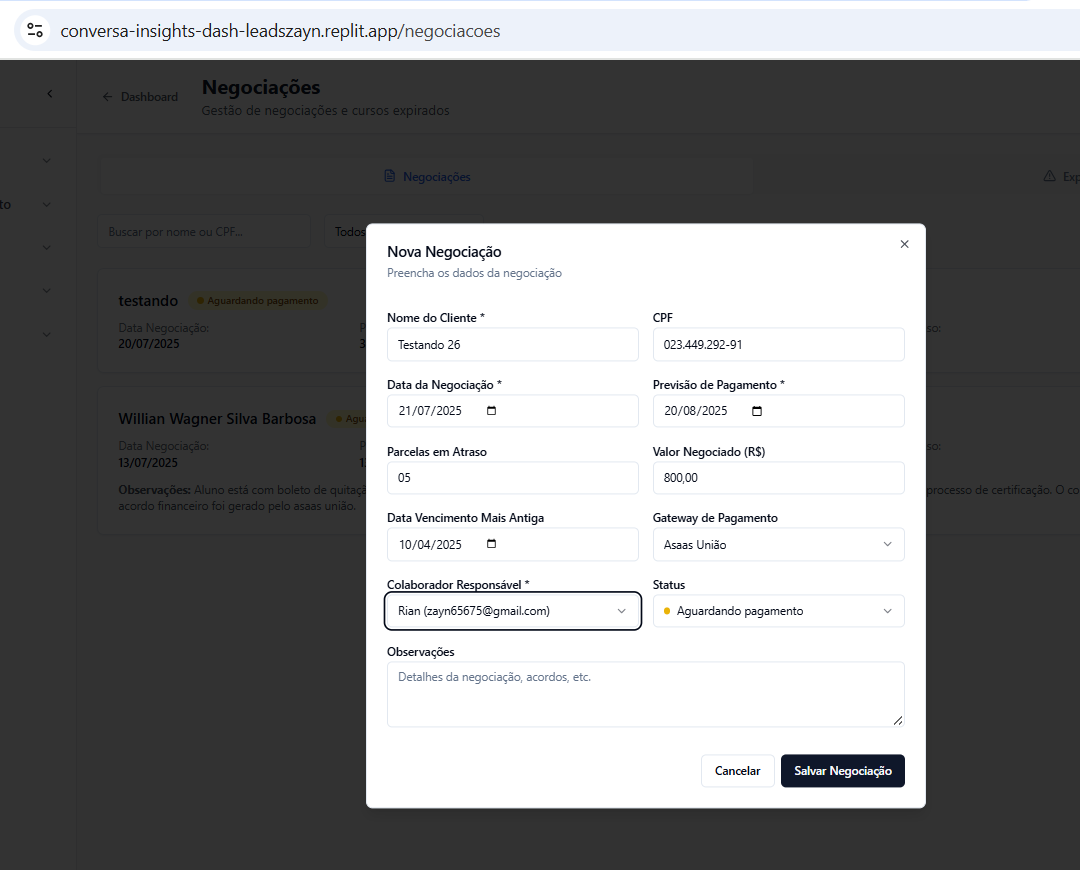 conversa-insights-dash-leadszayn.replit.app/negociacoes
Dashboard
Negociações
Gestão de negociações e cursos expirados
Negociações
Exp
to
Buscar por nome ou CPF...
Todos
testando
Aguardando pagamento
Data Negociação:
20/07/2025
P
3
so:
Willian Wagner Silva Barbosa
Agu
Data Negociação:
13/07/2025
P
1
so:
Observações: Aluno está com boleto de quitaç
processo de certificação. O co
acordo financeiro foi gerado pelo asaas união.
Nova Negociação
Preencha os dados da negociação
Nome do Cliente *
Testando 26
CPF
023.449.292-91
Data da Negociação *
21/07/2025
Previsão de Pagamento *
20/08/2025
Parcelas em Atraso
05
Valor Negociado (R$)
800,00
Data Vencimento Mais Antiga
10/04/2025
Gateway de Pagamento
Asaas União
Colaborador Responsável *
Rian (zayn65675@gmail.com)
Status
Aguardando pagamento
Observações
Detalhes da negociação, acordos, etc.
Cancelar
Salvar Negociação